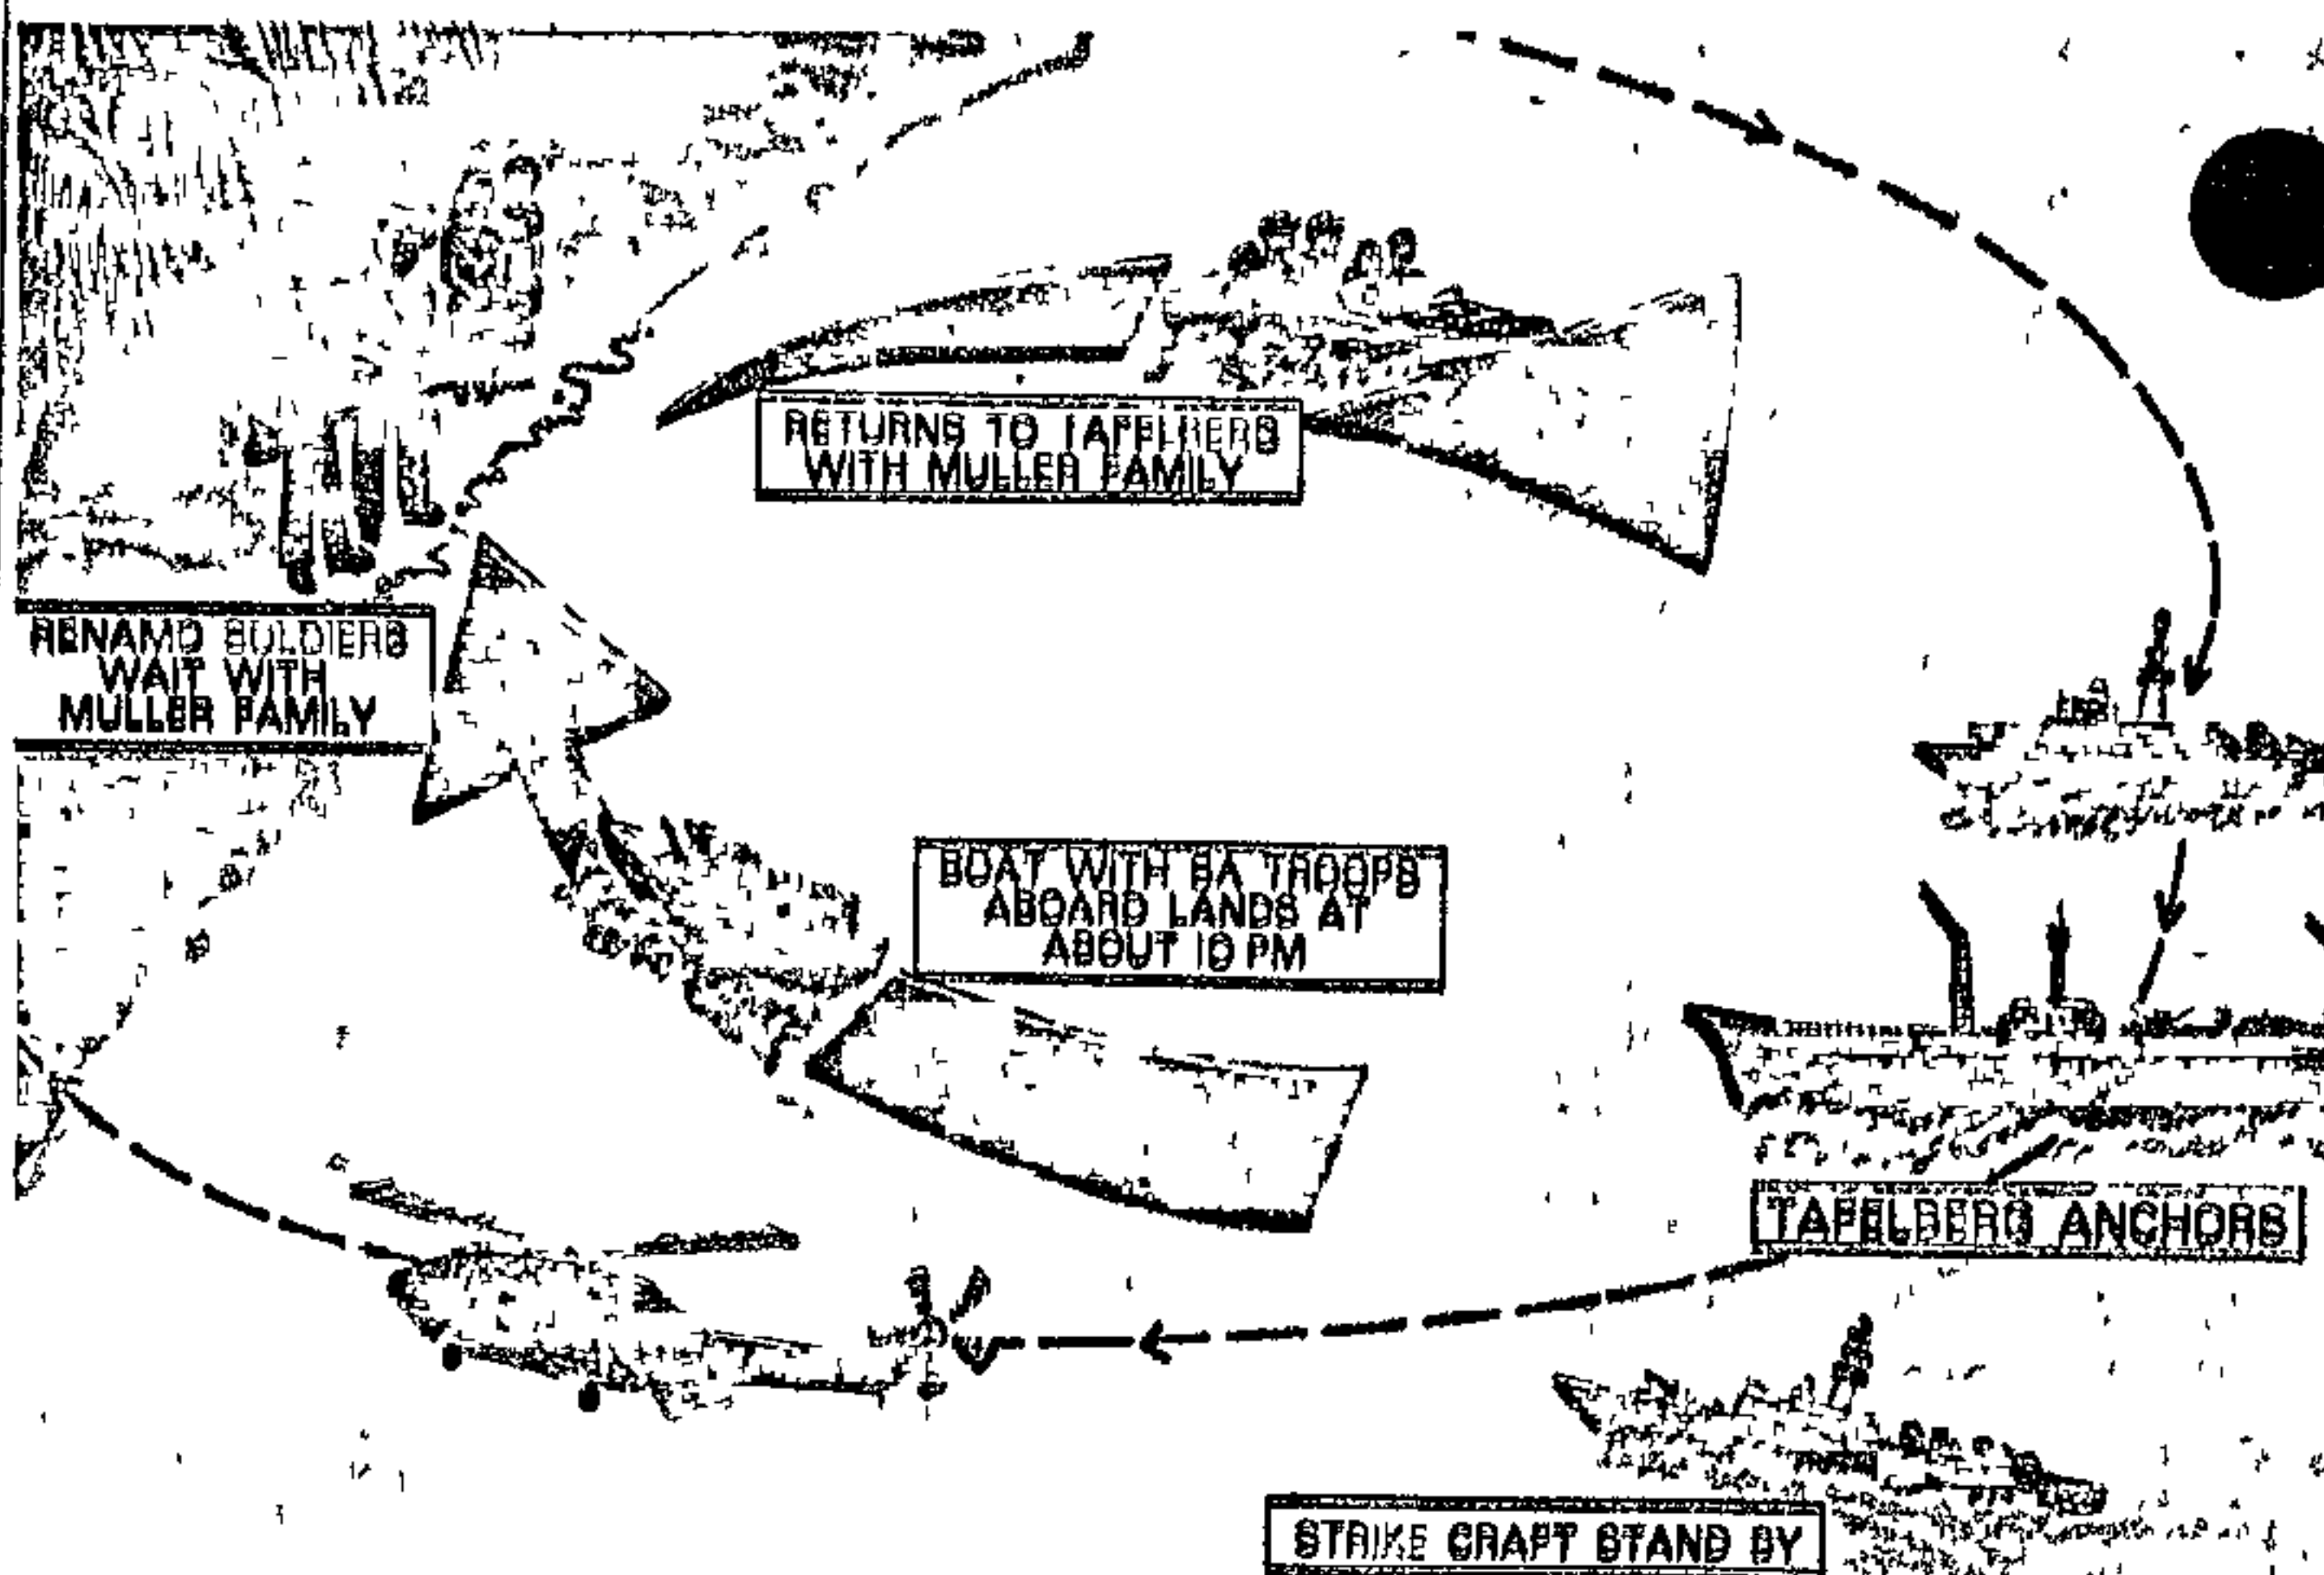 RETURNS TO TAFELBERG
WITH MULLER FAMILY
RENAMO SOLDIERS
WAIT WITH
MULLER FAMILY
BOAT WITH SA TROOPS
ABOARD LANDS AT
ABOUT 10 PM
TAFELBERG ANCHORS
STRIKE CRAFT STAND BY